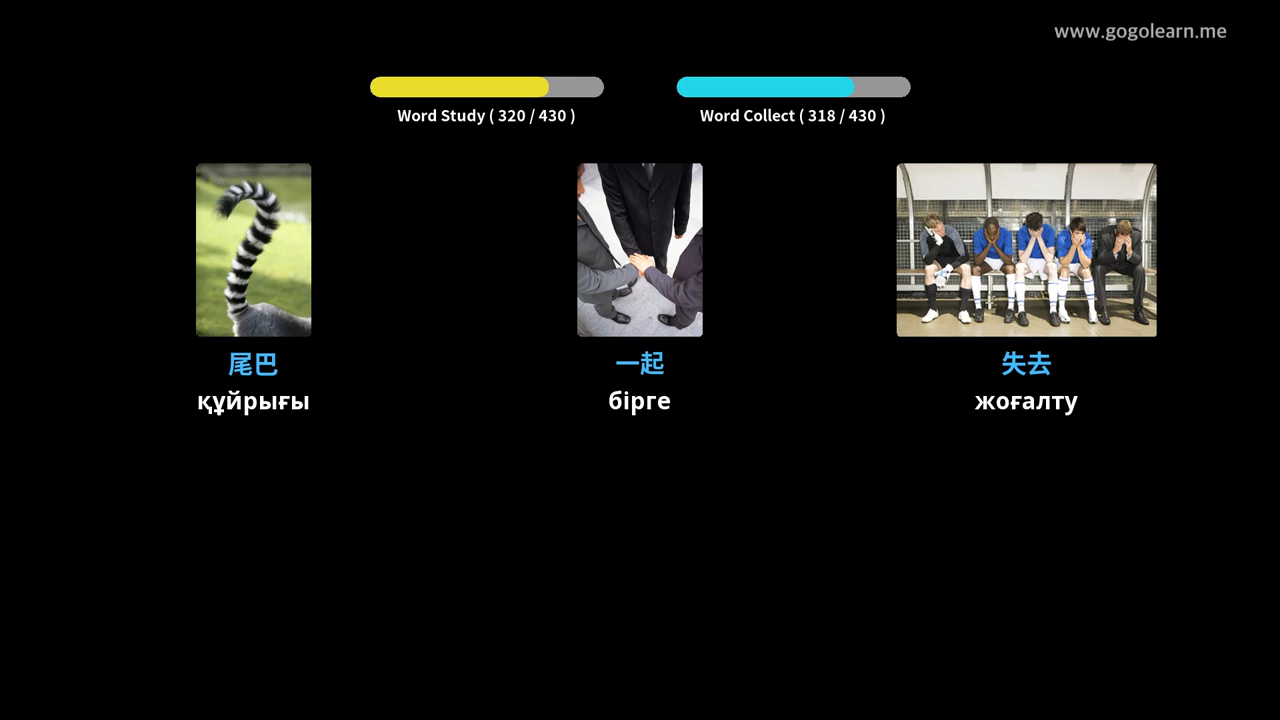 www.gogolearn.me
Word Study ( 320 / 430 )
Word Collect ( 318 / 430 )
尾巴
құйрығы
一起
бірге
失去
жоғалту